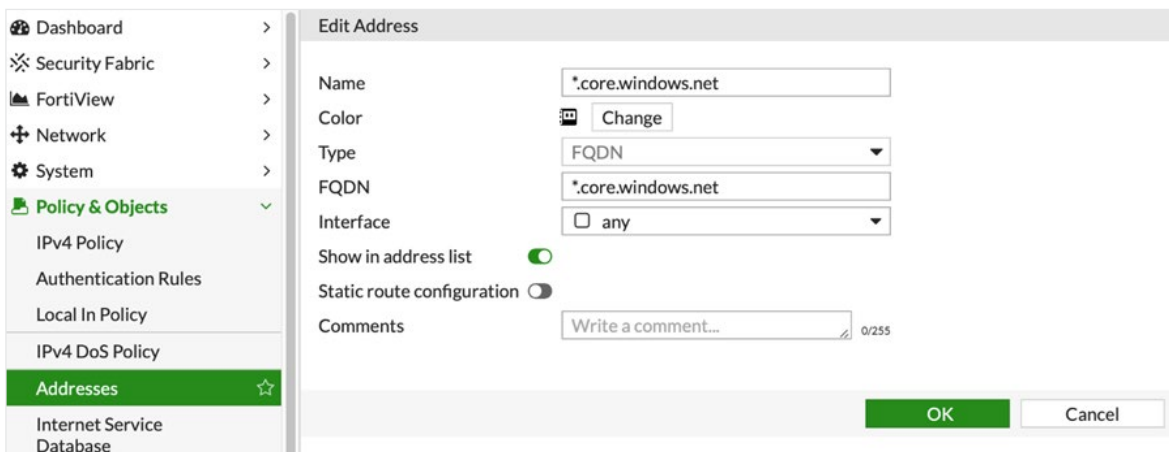 Dashboard
Security Fabric
FortiView
Network
System
Policy & Objects
IPv4 Policy
Authentication Rules
Local In Policy
IPv4 DoS Policy
Addresses
Internet Service
Database
Edit Address
Name *.core.windows.net
Color Change
Type FQDN
FQDN *.core.windows.net
Interface any
Show in address list
Static route configuration
Comments Write a comment... 0/255
OK Cancel